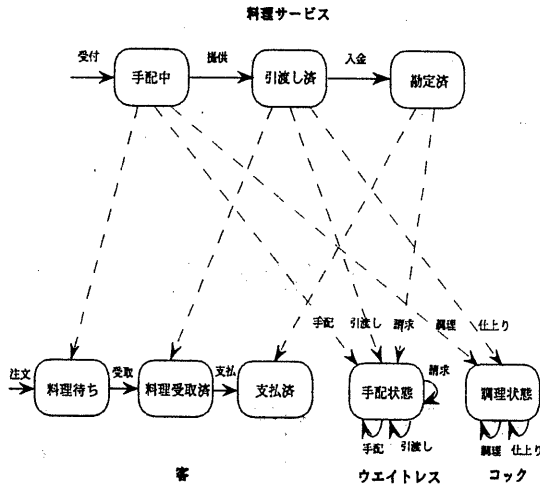 料理サービス
受付
手配中
提供
引渡し済
入金
勘定済
手配
引渡し
請求
調理
仕上り
注文
料理待ち
受取
料理受取済
支払
支払済
手配状態
請求
調理状態
手配
引渡し
調理
仕上り
客
ウエイトレス
コック